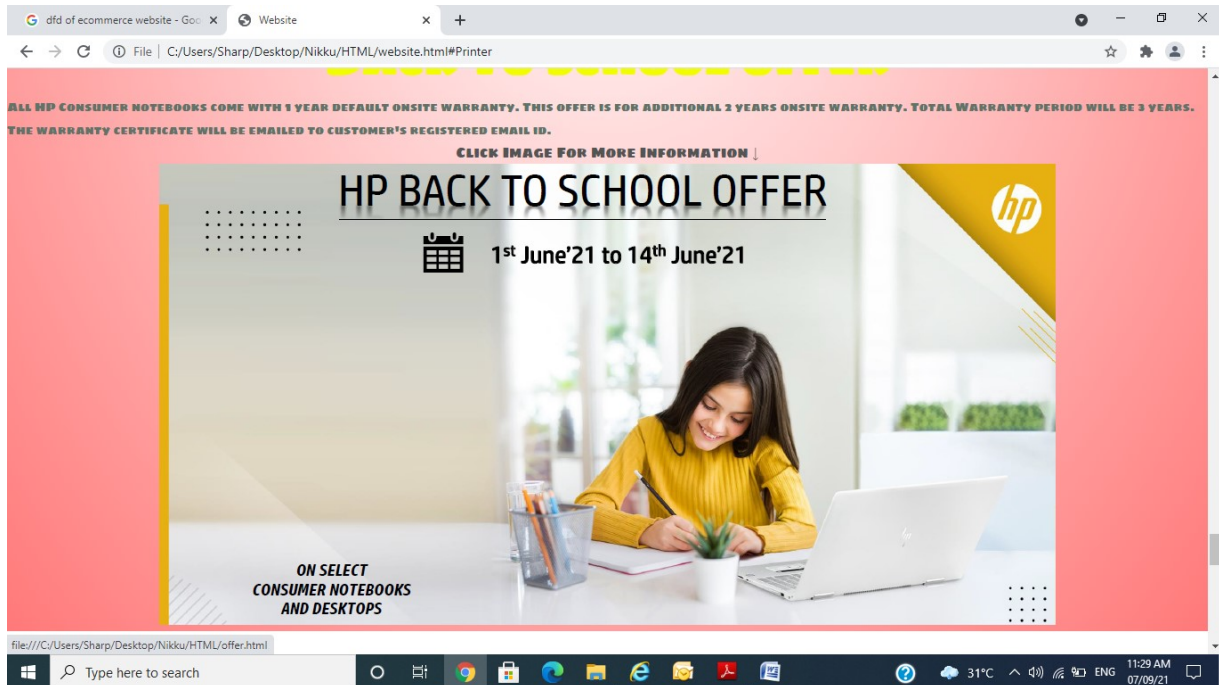 dfd of ecommerce website - Goo
Website
File | C:/Users/Sharp/Desktop/Nikku/HTML/website.html#Printer
BACK TO SCHOOL OFFER
ALL HP CONSUMER NOTEBOOKS COME WITH 1 YEAR DEFAULT ONSITE WARRANTY. THIS OFFER IS FOR ADDITIONAL 2 YEARS ONSITE WARRANTY. TOTAL WARRANTY PERIOD WILL BE 3 YEARS.
THE WARRANTY CERTIFICATE WILL BE EMAILED TO CUSTOMER'S REGISTERED EMAIL ID.
CLICK IMAGE FOR MORE INFORMATION ↓
HP BACK TO SCHOOL OFFER
hp
1st June'21 to 14th June'21
ON SELECT
CONSUMER NOTEBOOKS
AND DESKTOPS
file:///C:/Users/Sharp/Desktop/Nikku/HTML/offer.html
Type here to search
31°C
ENG
11:29 AM
07/09/21